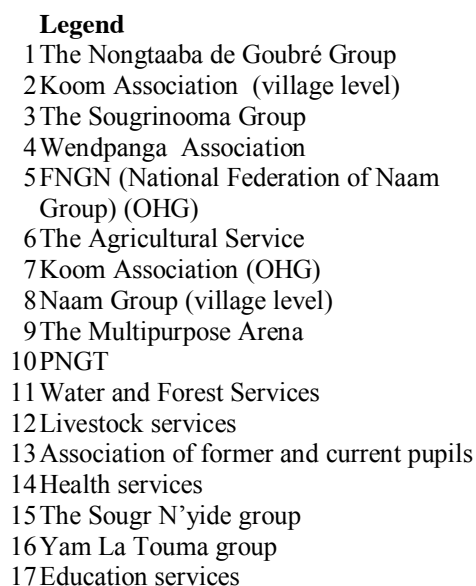 Legend
1 The Nongtaaba de Goubré Group
2 Koom Association (village level)
3 The Sougrinooma Group
4 Wendpanga Association
5 FNGN (National Federation of Naam
Group) (OHG)
6 The Agricultural Service
7 Koom Association (OHG)
8 Naam Group (village level)
9 The Multipurpose Arena
10 PNGT
11 Water and Forest Services
12 Livestock services
13 Association of former and current pupils
14 Health services
15 The Sougr N’yide group
16 Yam La Touma group
17 Education services